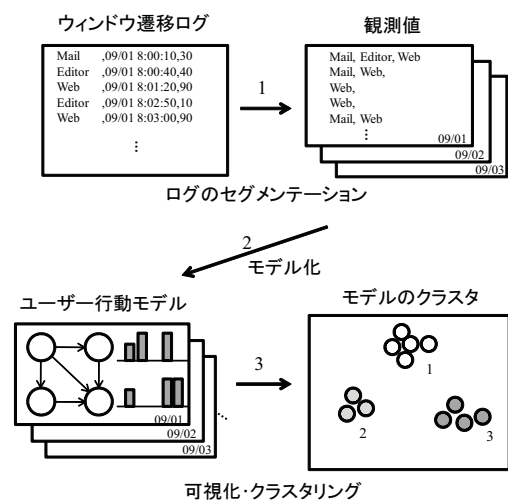 ウィンドウ遷移ログ
観測値
Mail ,09/01 8:00:10,30
Editor ,09/01 8:00:40,40
Web ,09/01 8:01:20,90
Editor ,09/01 8:02:50,10
Web ,09/01 8:03:00,90
⋮
1
Mail, Editor, Web
Mail, Web,
Web,
Web,
Mail, Web
⋮
09/01
09/02
09/03
ログのセグメンテーション
2
モデル化
ユーザー行動モデル
モデルのクラスタ
09/01
09/02
09/03
…
3
1
2
3
可視化・クラスタリング